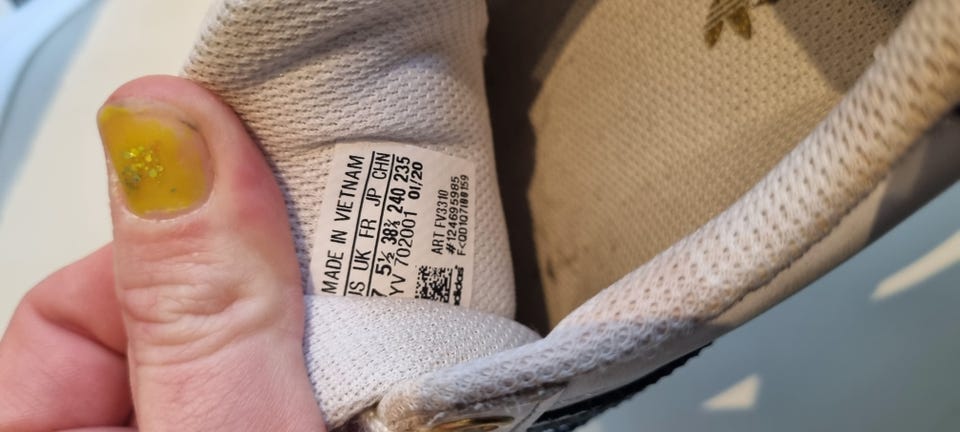 MADE IN VIETNAM
US UK FR JP CHN
7 5½ 38⅔ 240 235
YV 702001 01/20
ART FV3310
#124695985
adidas